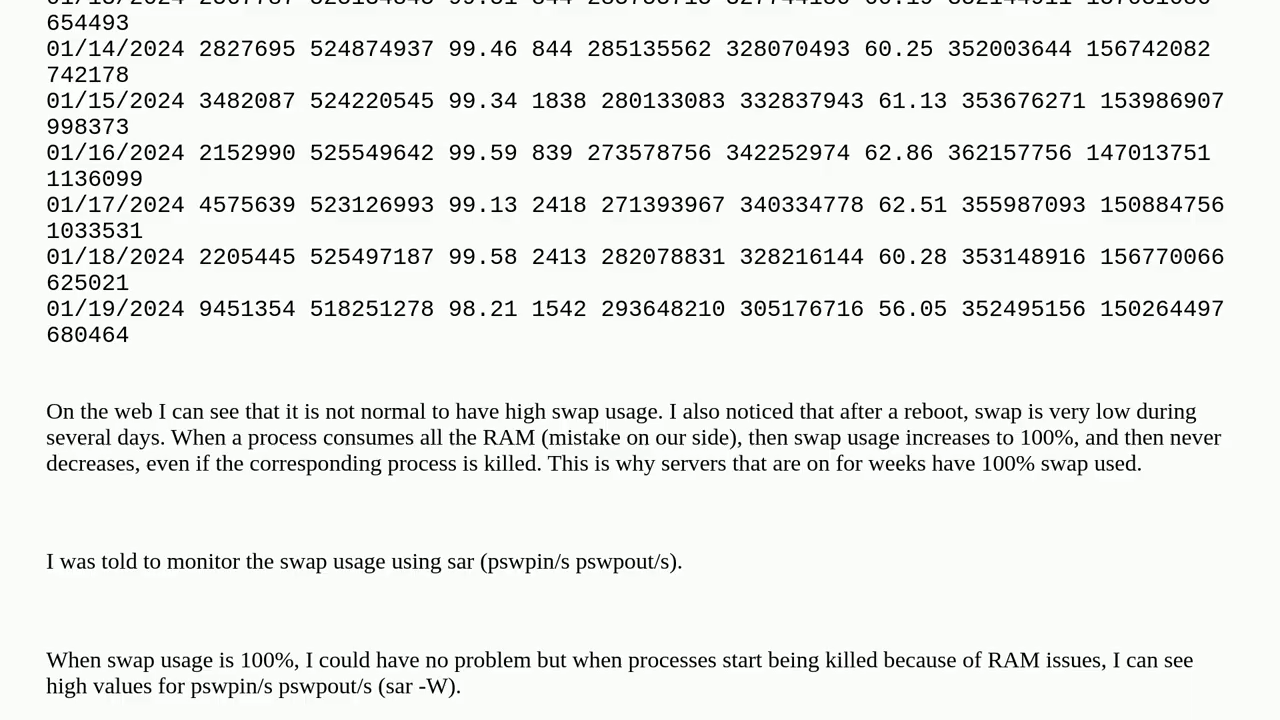 654493
01/14/2024 2827695 524874937 99.46 844 285135562 328070493 60.25 352003644 156742082
742178
01/15/2024 3482087 524220545 99.34 1838 280133083 332837943 61.13 353676271 153986907
998373
01/16/2024 2152990 525549642 99.59 839 273578756 342252974 62.86 362157756 147013751
1136099
01/17/2024 4575639 523126993 99.13 2418 271393967 340334778 62.51 355987093 150884756
1033531
01/18/2024 2205445 525497187 99.58 2413 282078831 328216144 60.28 353148916 156770066
625021
01/19/2024 9451354 518251278 98.21 1542 293648210 305176716 56.05 352495156 150264497
680464
On the web I can see that it is not normal to have high swap usage. I also noticed that after a reboot, swap is very low during
several days. When a process consumes all the RAM (mistake on our side), then swap usage increases to 100%, and then never
decreases, even if the corresponding process is killed. This is why servers that are on for weeks have 100% swap used.
I was told to monitor the swap usage using sar (pswpin/s pswpout/s).
When swap usage is 100%, I could have no problem but when processes start being killed because of RAM issues, I can see
high values for pswpin/s pswpout/s (sar -W).